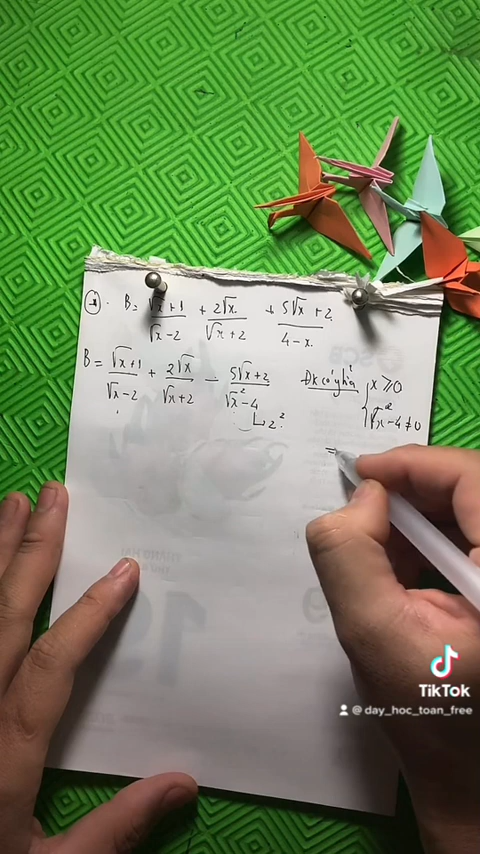 * . B = (√x + 1)/(√x - 2) + (2√x)/(√x + 2) + (5√x + 2)/(4 - x)
B = (√x + 1)/(√x - 2) + (2√x)/(√x + 2) - (5√x + 2)/(√x² - 4)
↳ 2²
Đk có nghĩa { x ≥ 0
√x² - 4 ≠ 0
TikTok
@day_hoc_toan_free